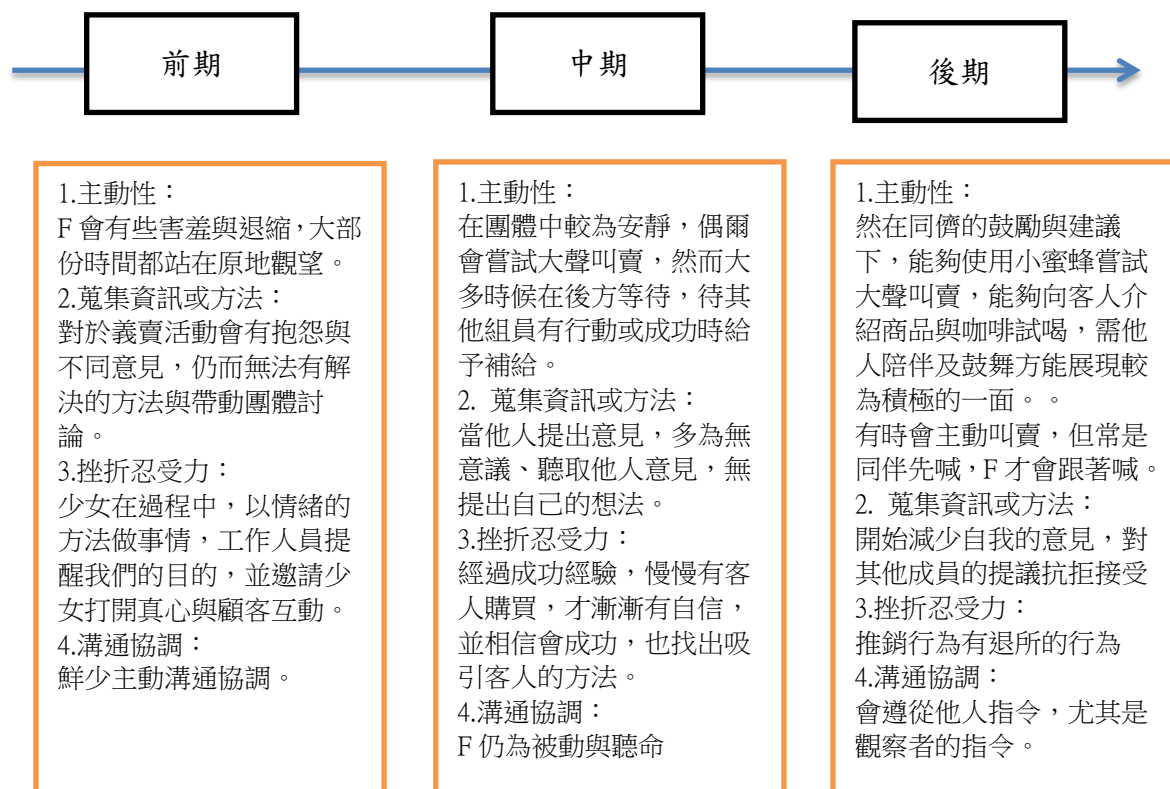 前期
中期
後期
1.主動性：
F 會有些害羞與退縮，大部
份時間都站在原地觀望。
2.蒐集資訊或方法：
對於義賣活動會有抱怨與
不同意見，仍而無法有解
決的方法與帶動團體討
論。
3.挫折忍受力：
少女在過程中，以情緒的
方法做事情，工作人員提
醒我們的目的，並邀請少
女打開真心與顧客互動。
4.溝通協調：
鮮少主動溝通協調。
1.主動性：
在團體中較為安靜，偶爾
會嘗試大聲叫賣，然而大
多時候在後方等待，待其
他組員有行動或成功時給
予補給。
2. 蒐集資訊或方法：
當他人提出意見，多為無
意議、聽取他人意見，無
提出自己的想法。
3.挫折忍受力：
經過成功經驗，慢慢有客
人購買，才漸漸有自信，
並相信會成功，也找出吸
引客人的方法。
4.溝通協調：
F 仍為被動與聽命
1.主動性：
然在同儕的鼓勵與建議
下，能夠使用小蜜蜂嘗試
大聲叫賣，能夠向客人介
紹商品與咖啡試喝，需他
人陪伴及鼓舞方能展現較
為積極的一面。。
有時會主動叫賣，但常是
同伴先喊，F 才會跟著喊。
2. 蒐集資訊或方法：
開始減少自我的意見，對
其他成員的提議抗拒接受
3.挫折忍受力：
推銷行為有退所的行為
4.溝通協調：
會遵從他人指令，尤其是
觀察者的指令。